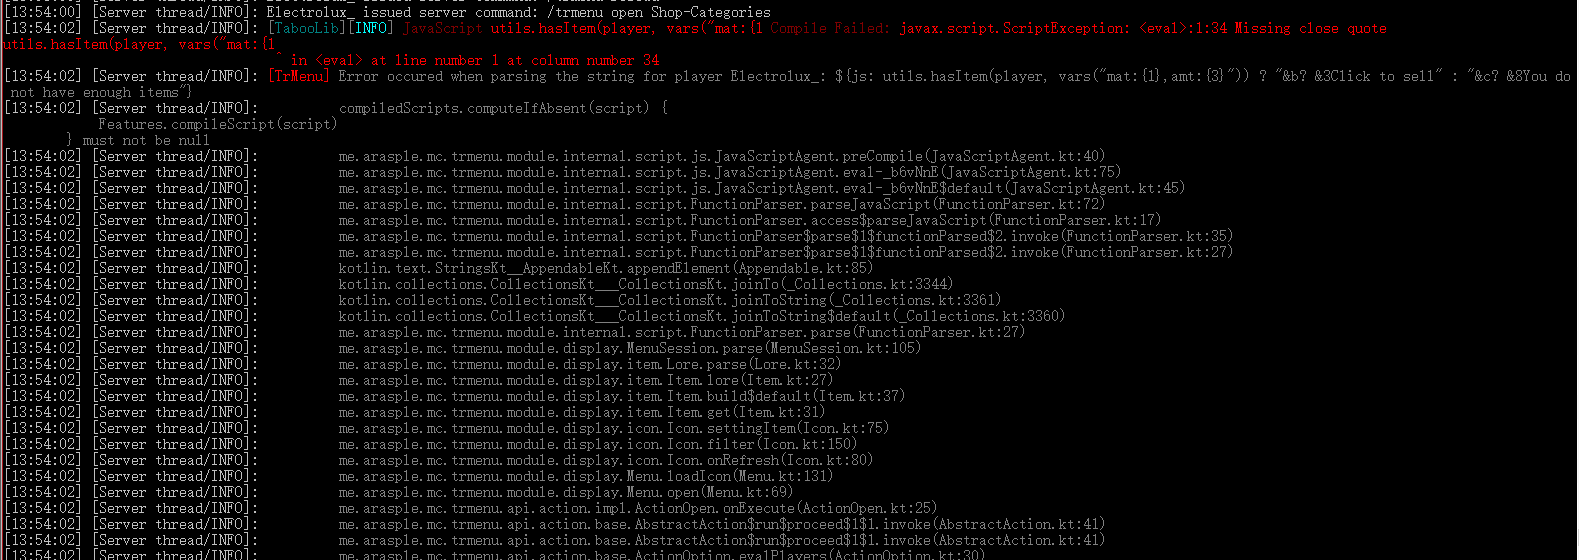 [13:54:02] [Server thread/INFO]: Electrolux_ issued server command: /trmenu open Shop-Categories
[13:54:02] [Server thread/INFO]: [TabooLib][INFO] JavaScript utils.hasItem(player, vars("mat:{1 Compile Failed: javax.script.ScriptException: <eval>:1:34 Missing close quote
utils.hasItem(player, vars("mat:{1
^ in <eval> at line number 1 at column number 34
[13:54:02] [Server thread/INFO]: [TrMenu] Error occured when parsing the string for player Electrolux_: ${js: utils.hasItem(player, vars("mat:{1},amt:{3}")) ? "&b? &3Click to sell" : "&c? &8You do
not have enough items"}
[13:54:02] [Server thread/INFO]: compiledScripts.computeIfAbsent(script) {
Features.compileScript(script)
} must not be null
[13:54:02] [Server thread/INFO]: me.arasple.mc.trmenu.module.internal.script.js.JavaScriptAgent.preCompile(JavaScriptAgent.kt:40)
[13:54:02] [Server thread/INFO]: me.arasple.mc.trmenu.module.internal.script.js.JavaScriptAgent.eval-_b6vNnE(JavaScriptAgent.kt:75)
[13:54:02] [Server thread/INFO]: me.arasple.mc.trmenu.module.internal.script.js.JavaScriptAgent.eval-_b6vNnE$default(JavaScriptAgent.kt:45)
[13:54:02] [Server thread/INFO]: me.arasple.mc.trmenu.module.internal.script.FunctionParser.parseJavaScript(FunctionParser.kt:72)
[13:54:02] [Server thread/INFO]: me.arasple.mc.trmenu.module.internal.script.FunctionParser.access$parseJavaScript(FunctionParser.kt:17)
[13:54:02] [Server thread/INFO]: me.arasple.mc.trmenu.module.internal.script.FunctionParser$parse$1$functionParsed$2.invoke(FunctionParser.kt:35)
[13:54:02] [Server thread/INFO]: me.arasple.mc.trmenu.module.internal.script.FunctionParser$parse$1$functionParsed$2.invoke(FunctionParser.kt:27)
[13:54:02] [Server thread/INFO]: kotlin.text.StringsKt__AppendableKt.appendElement(Appendable.kt:85)
[13:54:02] [Server thread/INFO]: kotlin.collections.CollectionsKt___CollectionsKt.joinTo(_Collections.kt:3344)
[13:54:02] [Server thread/INFO]: kotlin.collections.CollectionsKt___CollectionsKt.joinToString(_Collections.kt:3361)
[13:54:02] [Server thread/INFO]: kotlin.collections.CollectionsKt___CollectionsKt.joinToString$default(_Collections.kt:3360)
[13:54:02] [Server thread/INFO]: me.arasple.mc.trmenu.module.internal.script.FunctionParser.parse(FunctionParser.kt:27)
[13:54:02] [Server thread/INFO]: me.arasple.mc.trmenu.module.display.MenuSession.parse(MenuSession.kt:105)
[13:54:02] [Server thread/INFO]: me.arasple.mc.trmenu.module.display.item.Lore.parse(Lore.kt:32)
[13:54:02] [Server thread/INFO]: me.arasple.mc.trmenu.module.display.item.Item.lore(Item.kt:27)
[13:54:02] [Server thread/INFO]: me.arasple.mc.trmenu.module.display.item.Item.build$default(Item.kt:37)
[13:54:02] [Server thread/INFO]: me.arasple.mc.trmenu.module.display.item.Item.get(Item.kt:31)
[13:54:02] [Server thread/INFO]: me.arasple.mc.trmenu.module.display.icon.Icon.settingItem(Icon.kt:75)
[13:54:02] [Server thread/INFO]: me.arasple.mc.trmenu.module.display.icon.Icon.filter(Icon.kt:150)
[13:54:02] [Server thread/INFO]: me.arasple.mc.trmenu.module.display.icon.Icon.onRefresh(Icon.kt:80)
[13:54:02] [Server thread/INFO]: me.arasple.mc.trmenu.module.display.Menu.loadIcon(Menu.kt:131)
[13:54:02] [Server thread/INFO]: me.arasple.mc.trmenu.module.display.Menu.open(Menu.kt:69)
[13:54:02] [Server thread/INFO]: me.arasple.mc.trmenu.api.action.impl.ActionOpen.onExecute(ActionOpen.kt:25)
[13:54:02] [Server thread/INFO]: me.arasple.mc.trmenu.api.action.base.AbstractAction$run$proceed$1$1.invoke(AbstractAction.kt:41)
[13:54:02] [Server thread/INFO]: me.arasple.mc.trmenu.api.action.base.AbstractAction$run$proceed$1$1.invoke(AbstractAction.kt:41)
[13:54:02] [Server thread/INFO]: me.arasple.mc.trmenu.api.action.base.ActionOption.evalPlayers(ActionOption.kt:30)